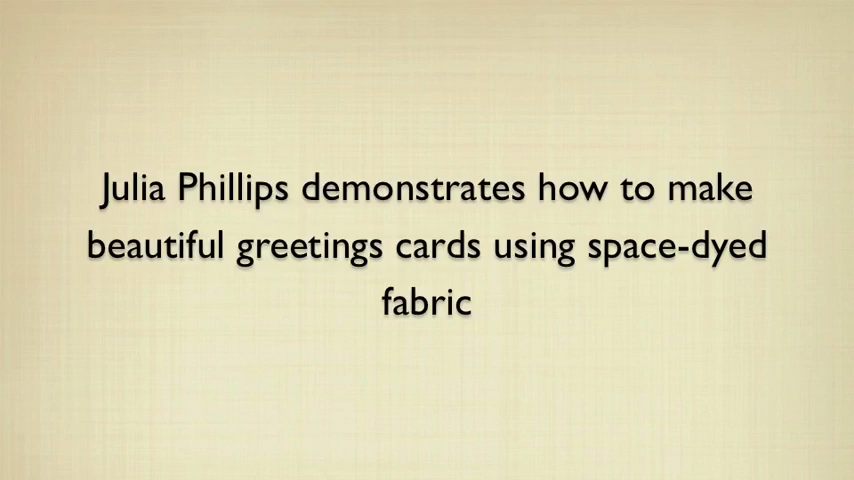 Julia Phillips demonstrates how to make
beautiful greetings cards using space-dyed
fabric